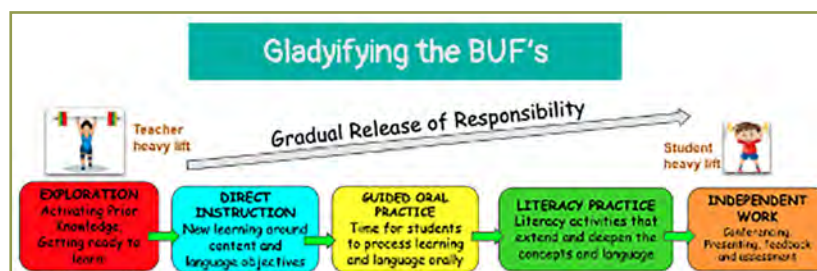 Gladyifying the BUF's
Gradual Release of Responsibility
Teacher
heavy lift
Student
heavy lift
EXPLORATION
Activating Prior
Knowledge,
Getting ready to
learn
DIRECT
INSTRUCTION
New learning around
content and
language objectives
GUIDED ORAL
PRACTICE
Time for students
to process learning
and language orally
LITERACY PRACTICE
Literacy activities that
extend and deepen the
concepts and language
INDEPENDENT
WORK
Conferencing,
Presenting, feedback
and assessment